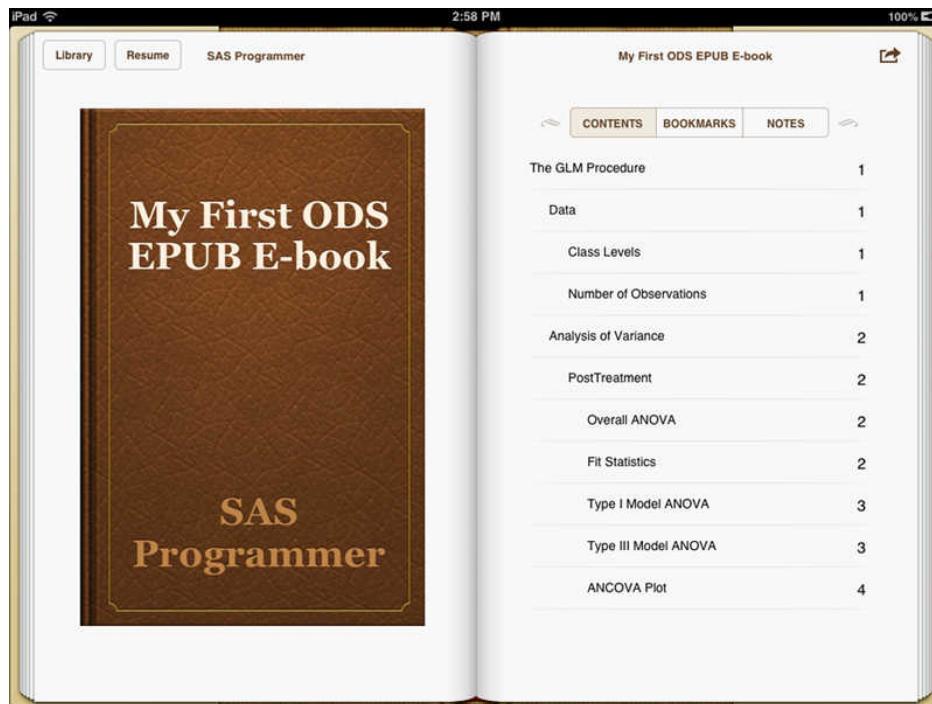 iPad 2:58 PM 100%
Library Resume SAS Programmer
My First ODS
EPUB E-book
SAS
Programmer
My First ODS EPUB E-book
CONTENTS BOOKMARKS NOTES
The GLM Procedure 1
Data 1
Class Levels 1
Number of Observations 1
Analysis of Variance 2
PostTreatment 2
Overall ANOVA 2
Fit Statistics 2
Type I Model ANOVA 3
Type III Model ANOVA 3
ANCOVA Plot 4